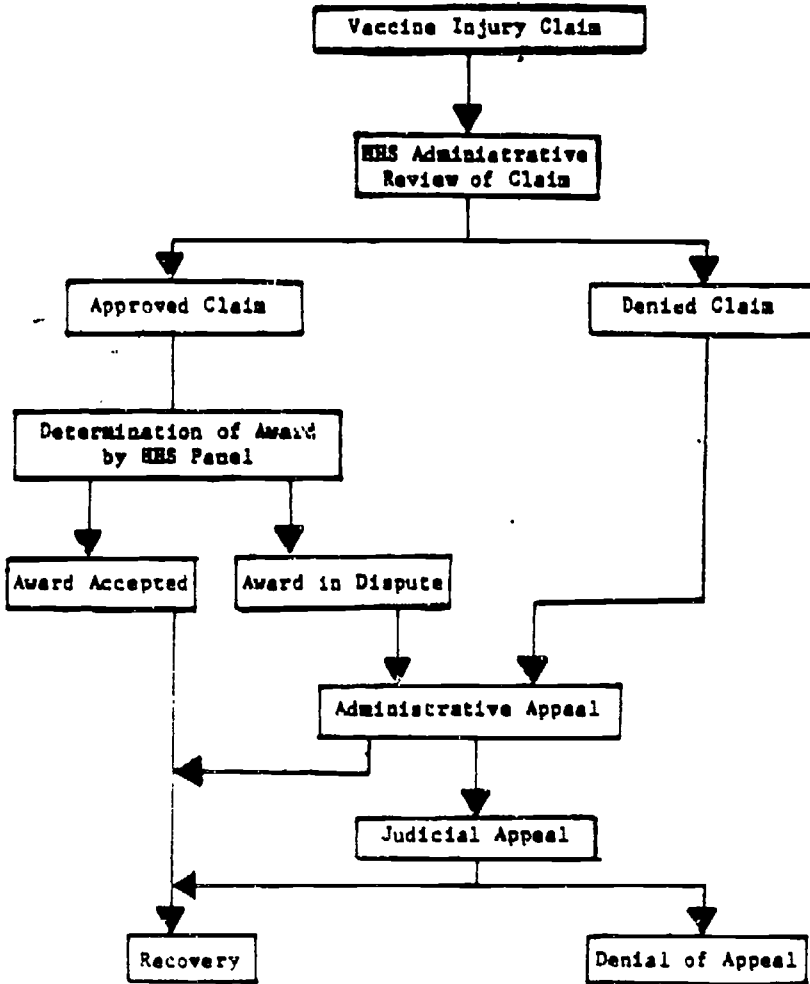 Vaccine Injury Claim
HHS Administrative
Review of Claim
Approved Claim
Denied Claim
Determination of Award
by HHS Panel
Award Accepted
Award in Dispute
Administrative Appeal
Judicial Appeal
Recovery
Denial of Appeal